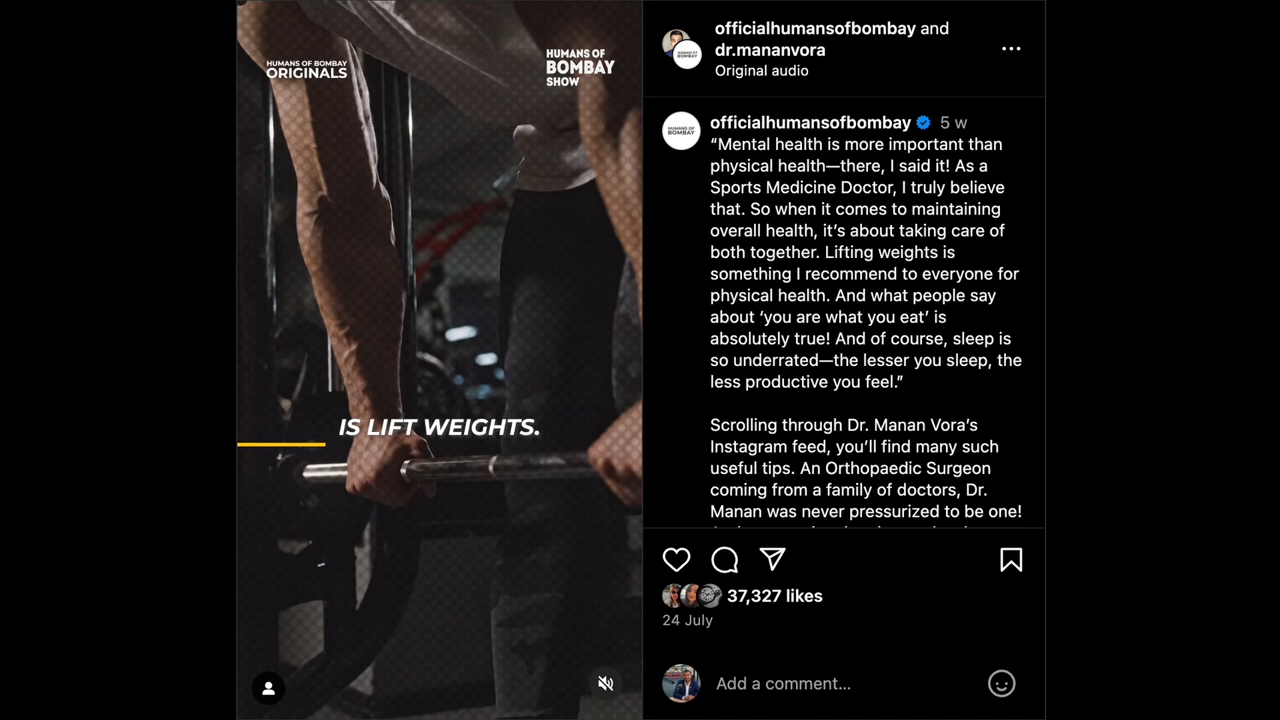 HUMANS OF BOMBAY
ORIGINALS
HUMANS OF
BOMBAY
SHOW
IS LIFT WEIGHTS.
officialhumansofbombay and
dr.mananvora
Original audio
HUMANS OF
BOMBAY
officialhumansofbombay 5 w
“Mental health is more important than
physical health—there, I said it! As a
Sports Medicine Doctor, I truly believe
that. So when it comes to maintaining
overall health, it’s about taking care of
both together. Lifting weights is
something I recommend to everyone for
physical health. And what people say
about ‘you are what you eat’ is
absolutely true! And of course, sleep is
so underrated—the lesser you sleep, the
less productive you feel.”
Scrolling through Dr. Manan Vora’s
Instagram feed, you’ll find many such
useful tips. An Orthopaedic Surgeon
coming from a family of doctors, Dr.
Manan was never pressurized to be one!
37,327 likes
24 July
Add a comment...